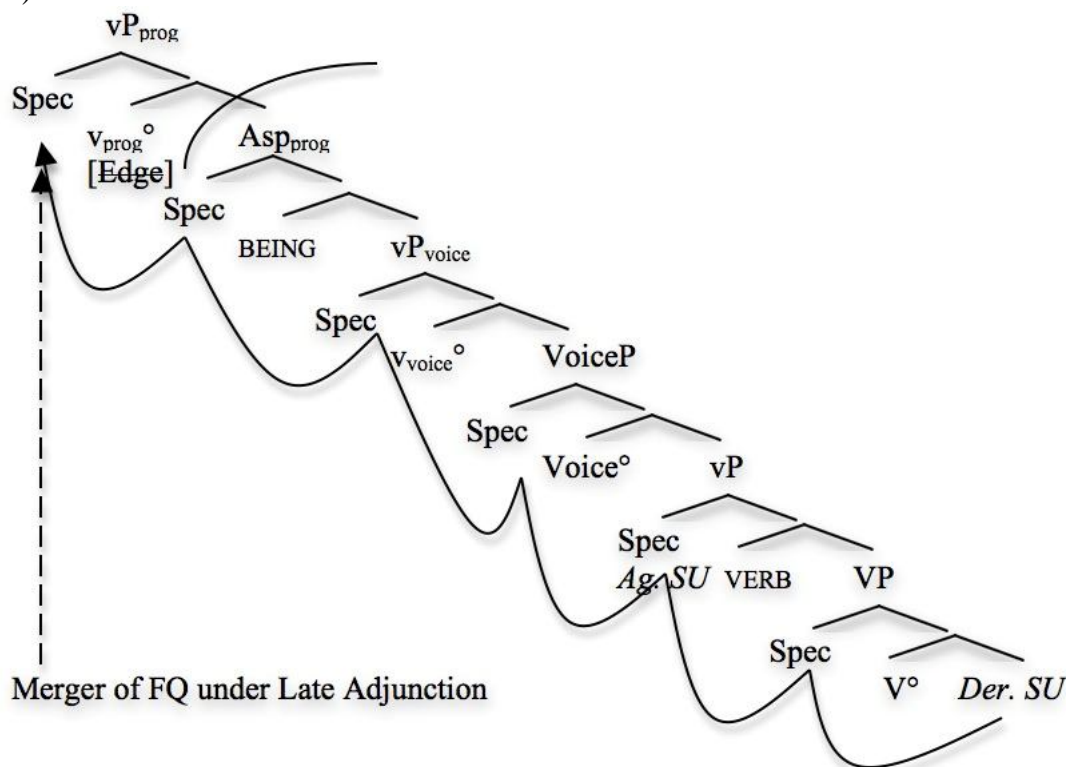 )
vP_prog
Spec
v_prog° Asp_prog
[Edge]
Spec
BEING vP_voice
Spec
v_voice° VoiceP
Spec
Voice° vP
Spec
Ag. SU VERB VP
Spec
V° Der. SU
Merger of FQ under Late Adjunction